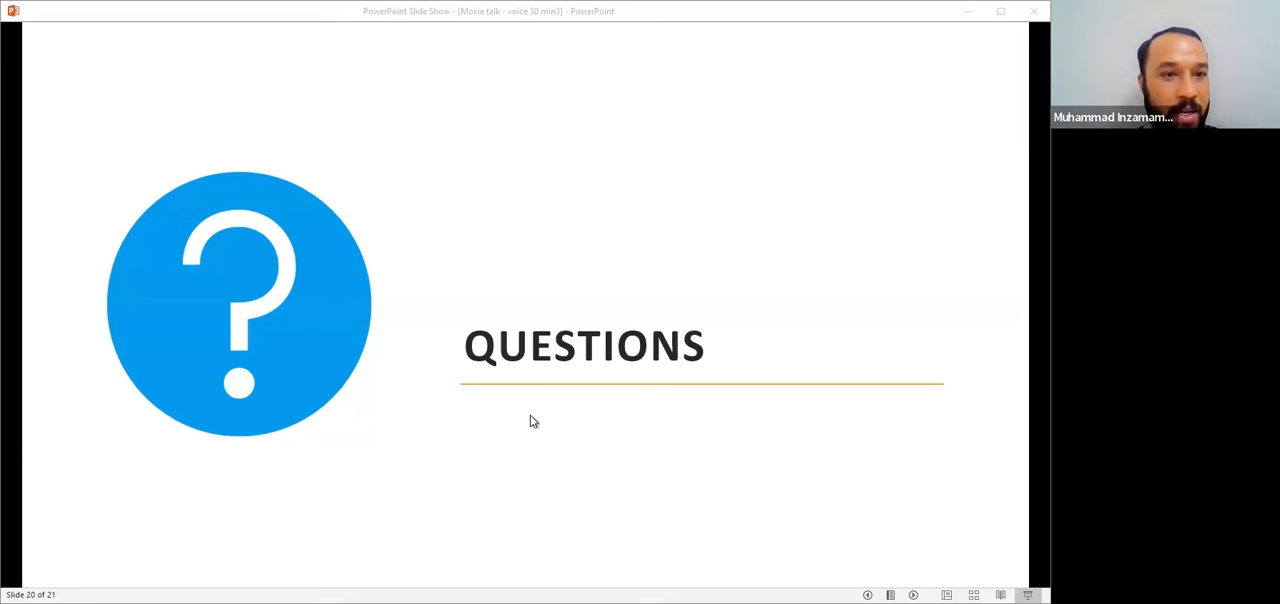 PowerPoint Slide Show - [Moxie talk - voice 30 min3] - PowerPoint
Muhammad Inzamam...
?
QUESTIONS
Slide 20 of 21